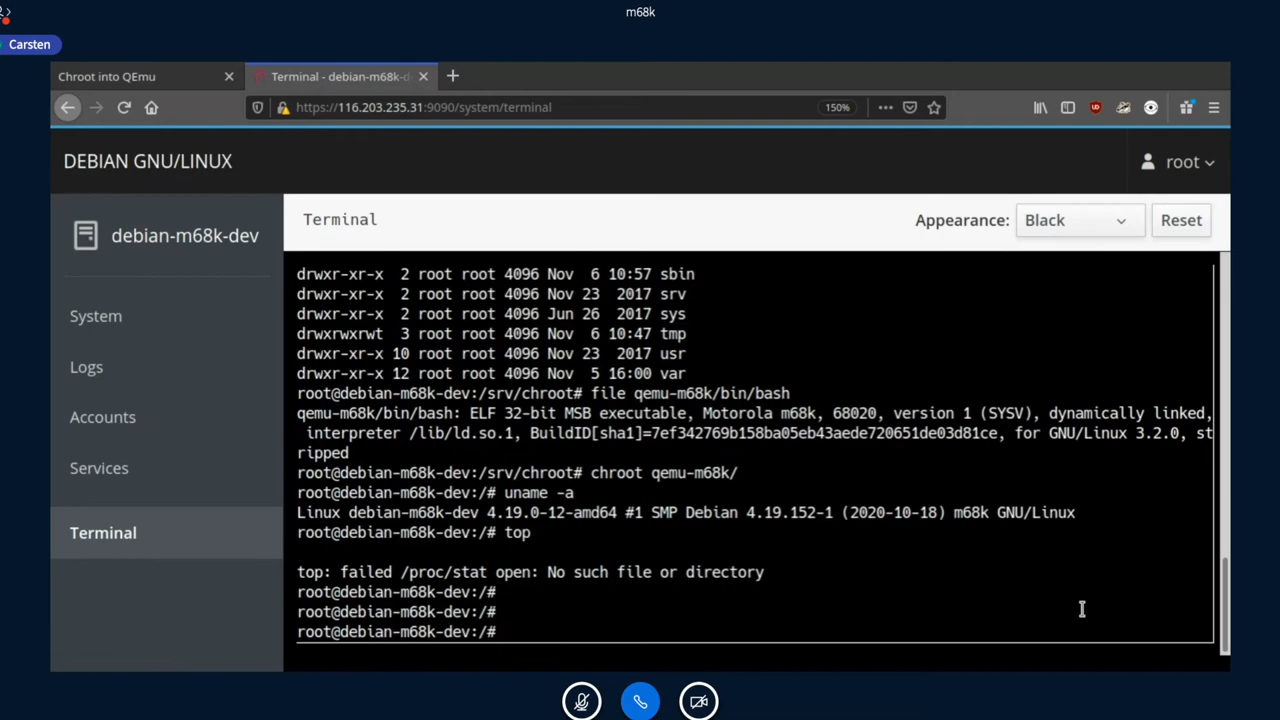 m68k
Carsten
Chroot into QEmu
Terminal - debian-m68k-d
https://116.203.235.31:9090/system/terminal
150%
DEBIAN GNU/LINUX
root
debian-m68k-dev
Terminal
Appearance:
Black
Reset
System
Logs
Accounts
Services
Terminal
drwxr-xr-x 2 root root 4096 Nov 6 10:57 sbin
drwxr-xr-x 2 root root 4096 Nov 23 2017 srv
drwxr-xr-x 2 root root 4096 Jun 26 2017 sys
drwxrwxrwt 3 root root 4096 Nov 6 10:47 tmp
drwxr-xr-x 10 root root 4096 Nov 23 2017 usr
drwxr-xr-x 12 root root 4096 Nov 5 16:00 var
root@debian-m68k-dev:/srv/chroot# file qemu-m68k/bin/bash
qemu-m68k/bin/bash: ELF 32-bit MSB executable, Motorola m68k, 68020, version 1 (SYSV), dynamically linked,
interpreter /lib/ld.so.1, BuildID[sha1]=7ef342769b158ba05eb43aede720651de03d81ce, for GNU/Linux 3.2.0, st
ripped
root@debian-m68k-dev:/srv/chroot# chroot qemu-m68k/
root@debian-m68k-dev:/# uname -a
Linux debian-m68k-dev 4.19.0-12-amd64 #1 SMP Debian 4.19.152-1 (2020-10-18) m68k GNU/Linux
root@debian-m68k-dev:/# top
top: failed /proc/stat open: No such file or directory
root@debian-m68k-dev:/#
root@debian-m68k-dev:/#
root@debian-m68k-dev:/#